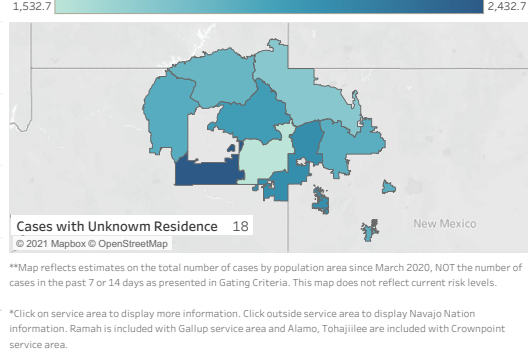 1,532.7 2,432.7
New Mexico
Cases with Unknowm Residence 18
© 2021 Mapbox © OpenStreetMap
**Map reflects estimates on the total number of cases by population area since March 2020, NOT the number of
cases in the past 7 or 14 days as presented in Gating Criteria. This map does not reflect current risk levels.
*Click on service area to display more information. Click outside service area to display Navajo Nation
information. Ramah is included with Gallup service area and Alamo, Tohajiilee are included with Crownpoint
service area.